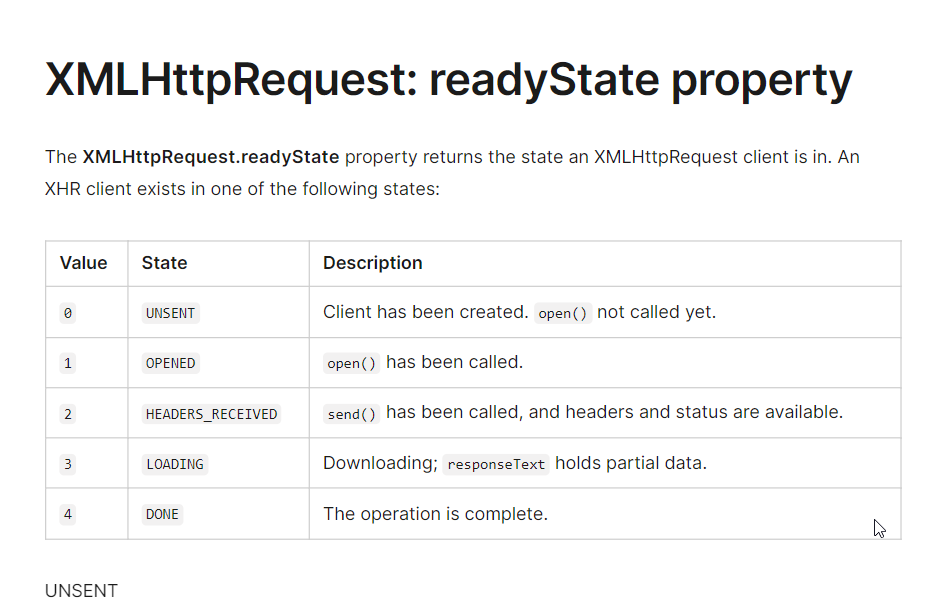 XMLHttpRequest: readyState property
The XMLHttpRequest.readyState property returns the state an XMLHttpRequest client is in. An
XHR client exists in one of the following states:
Value State Description
0 UNSENT Client has been created. open() not called yet.
1 OPENED open() has been called.
2 HEADERS_RECEIVED send() has been called, and headers and status are available.
3 LOADING Downloading; responseText holds partial data.
4 DONE The operation is complete.
UNSENT